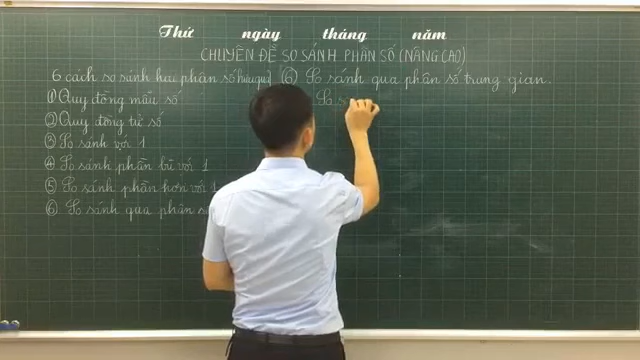 Thứ ngày tháng năm
CHUYÊN ĐỀ SO SÁNH PHÂN SỐ (NÂNG CAO)
6 cách so sánh hai phân số
① Quy đồng mẫu số
② Quy đồng tử số
③ So sánh với 1
④ So sánh phần bù với 1
⑤ So sánh phần hơn với 1
⑥ So sánh qua phân số
⑥ So sánh qua phân số trung gian.
So s